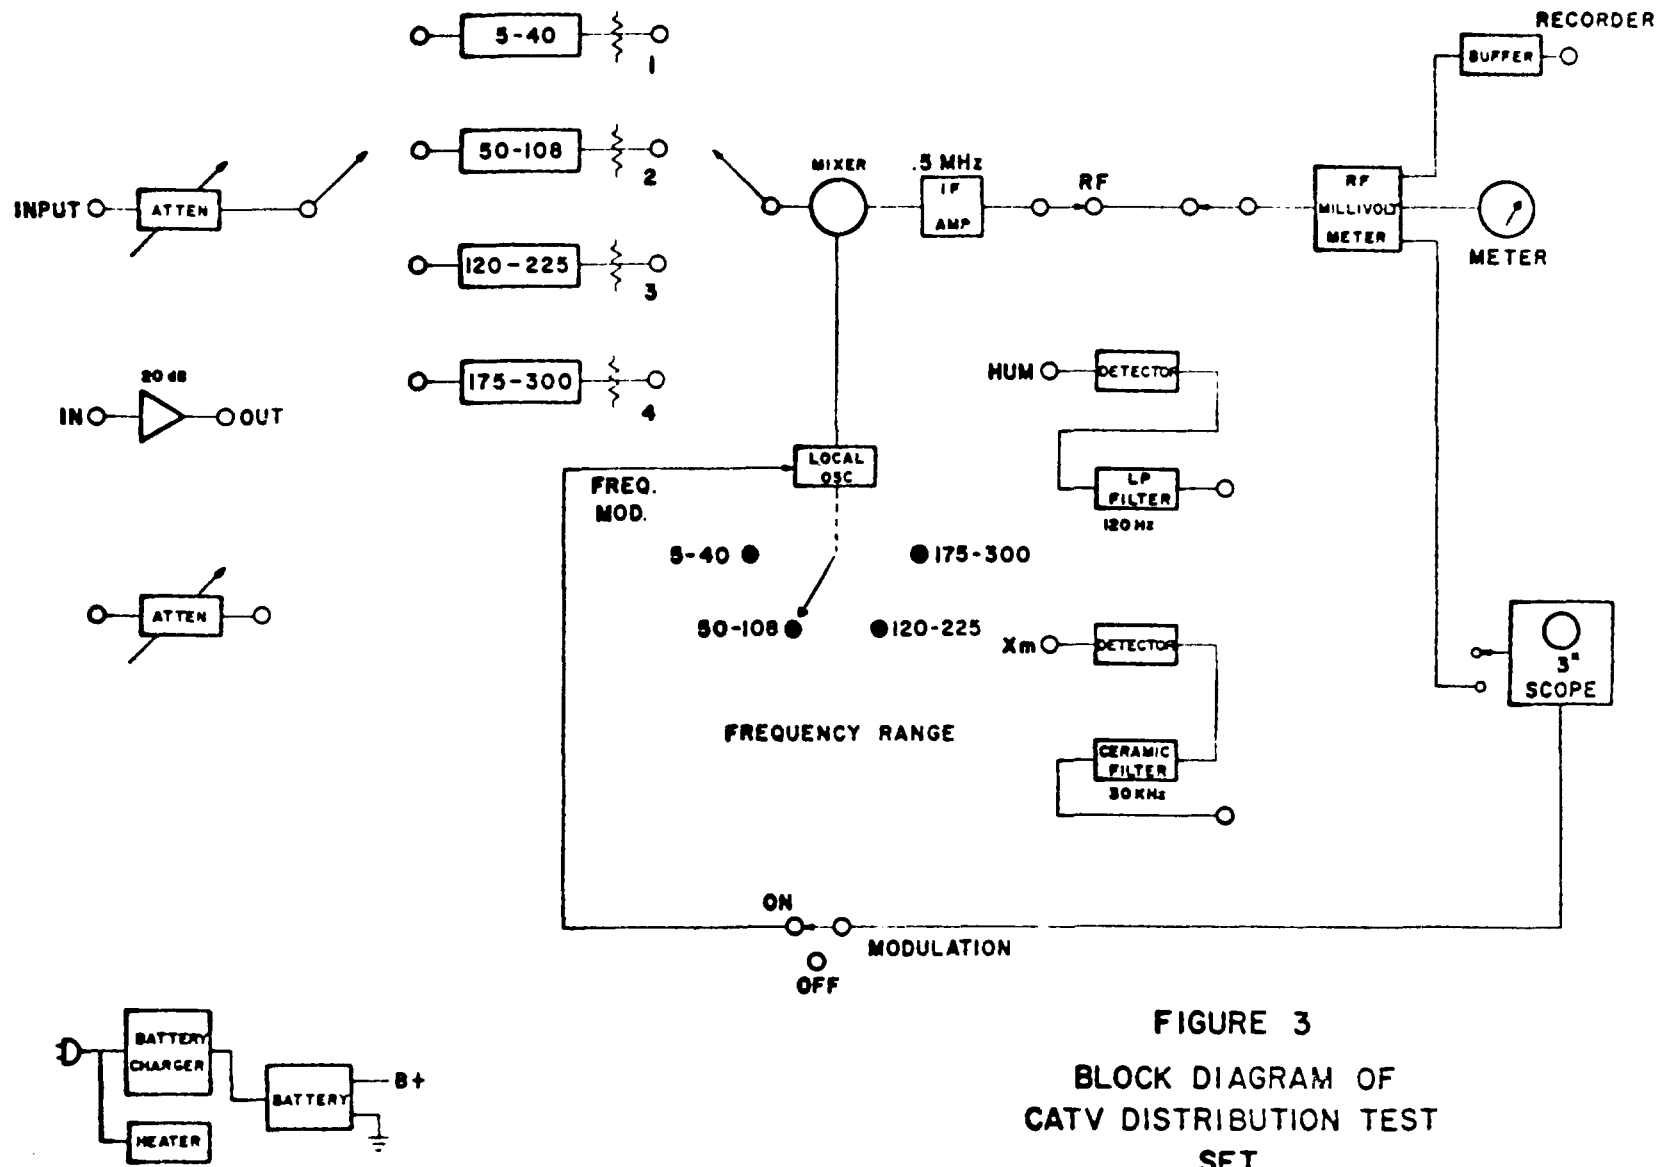 RECORDER
BUFFER
5-40
1
50-108
2
MIXER
.5 MHz
IF
AMP
RF
RF
MILLIVOLT
METER
METER
INPUT
ATTEN
120-225
3
20 dB
IN
OUT
175-300
4
HUM
DETECTOR
LP
FILTER
120 Hz
LOCAL
OSC
FREQ.
MOD.
5-40
175-300
50-108
120-225
FREQUENCY RANGE
ATTEN
Xm
DETECTOR
CERAMIC
FILTER
30 KHz
3"
SCOPE
ON
MODULATION
OFF
BATTERY
CHARGER
BATTERY
B+
HEATER
FIGURE 3
BLOCK DIAGRAM OF
CATV DISTRIBUTION TEST
SET